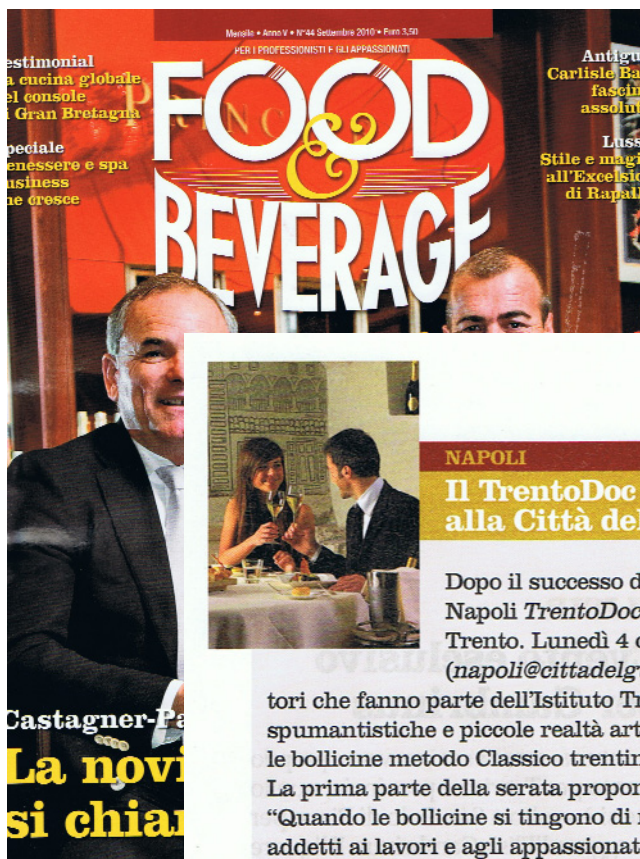 Mensile • Anno V • N°44 Settembre 2010 • Euro 3,50
PER I PROFESSIONISTI E GLI APPASSIONATI
FOOD
&
BEVERAGE
estimonial
a cucina globale
el console
i Gran Bretagna
peciale
enessere e spa
usiness
he cresce
Antigu
Carlisle Ba
fascin
assolut
Luss
Stile e magi
all'Excelsio
di Rapal
PRINC
Castagner-Pa
La novi
si chiar
NAPOLI
Il TrentoDoc
alla Città del
Dopo il successo d
Napoli TrentoDoc
Trento. Lunedì 4 o
(napoli@cittadelg
tori che fanno parte dell'Istituto Tr
spumantistiche e piccole realtà art
le bollicine metodo Classico trentin
La prima parte della serata propon
"Quando le bollicine si tingono di
addetti ai lavori e agli appassionat